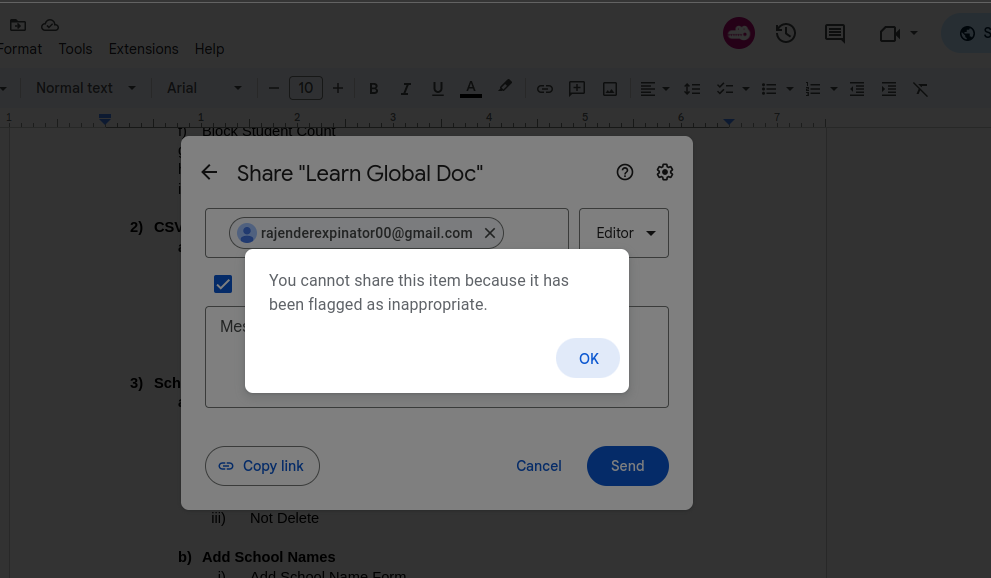 Format Tools Extensions Help
Normal text Arial 10 B I U A
1 1 2 3 4 5 6 7
f) Block Student Count
Share "Learn Global Doc"
2) CSV
rajenderexpinator00@gmail.com Editor
You cannot share this item because it has
been flagged as inappropriate.
Mes
OK
3) Sch
Copy link Cancel Send
iii) Not Delete
b) Add School Names
i) Add School Name Form